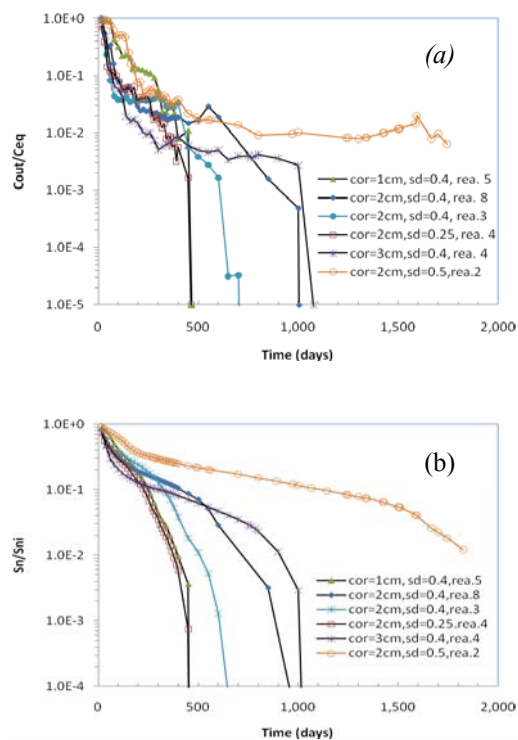 (a)
Cout/Ceq
1.0E+0
1.0E-1
1.0E-2
1.0E-3
1.0E-4
1.0E-5
cor=1cm, sd=0.4, rea. 5
cor=2cm, sd=0.4, rea. 8
cor=2cm, sd=0.4, rea.3
cor=2cm, sd=0.25, rea. 4
cor=3cm, sd=0.4, rea. 4
cor=2cm, sd=0.5,rea.2
0 500 1,000 1,500 2,000
Time (days)
(b)
Sn/Sni
1.0E+0
1.0E-1
1.0E-2
1.0E-3
1.0E-4
cor=1cm, sd=0.4,rea.5
cor=2cm,sd=0.4,rea.8
cor=2cm,sd=0.4,rea.3
cor=2cm,sd=0.25,rea.4
cor=3cm,sd=0.4,rea.4
cor=2cm,sd=0.5,rea.2
0 500 1,000 1,500 2,000
Time (days)